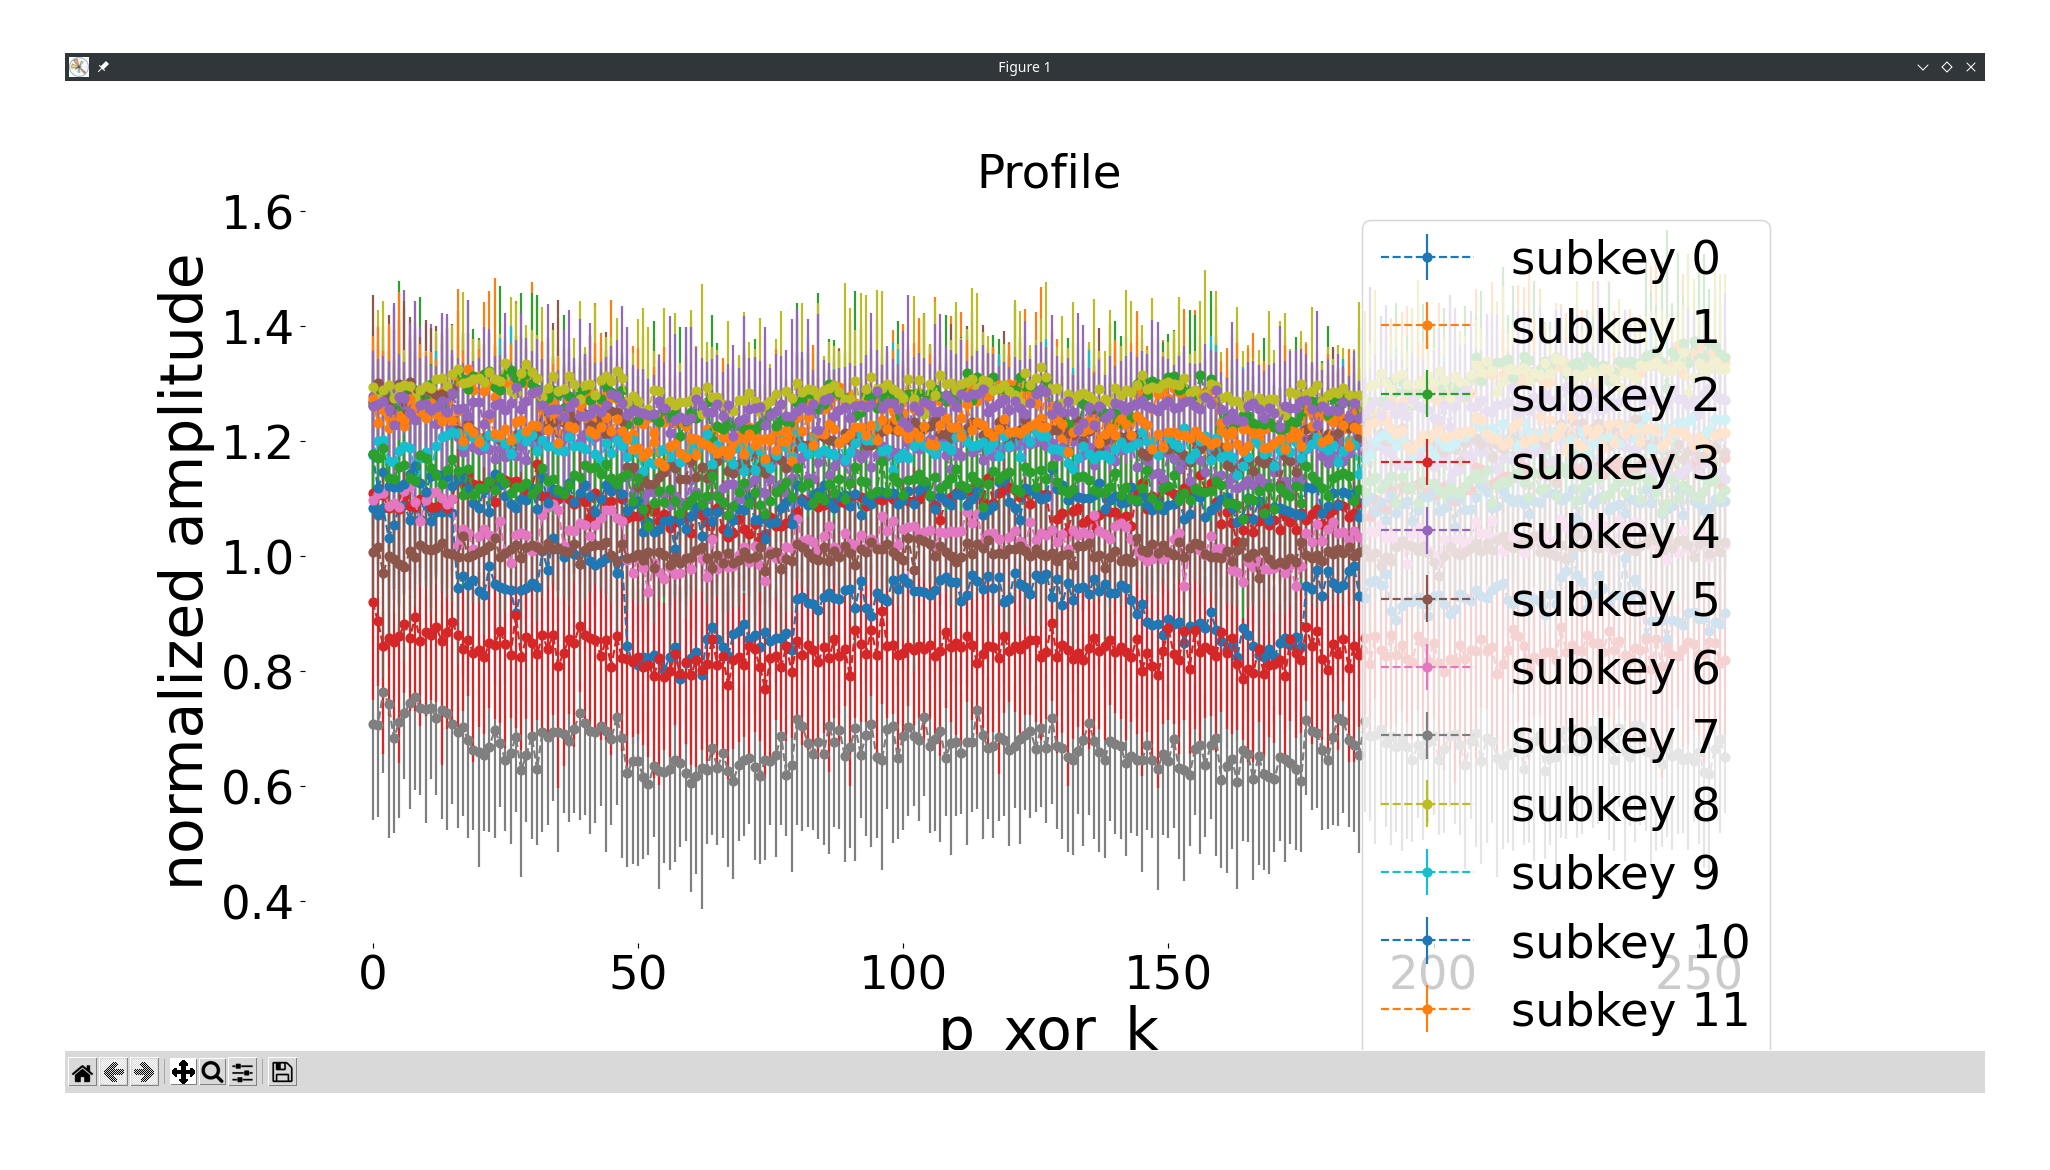 Figure 1
Profile
1.6
1.4
1.2
1.0
0.8
0.6
0.4
normalized amplitude
0
50
100
150
200
250
p_xor_k
subkey 0
subkey 1
subkey 2
subkey 3
subkey 4
subkey 5
subkey 6
subkey 7
subkey 8
subkey 9
subkey 10
subkey 11